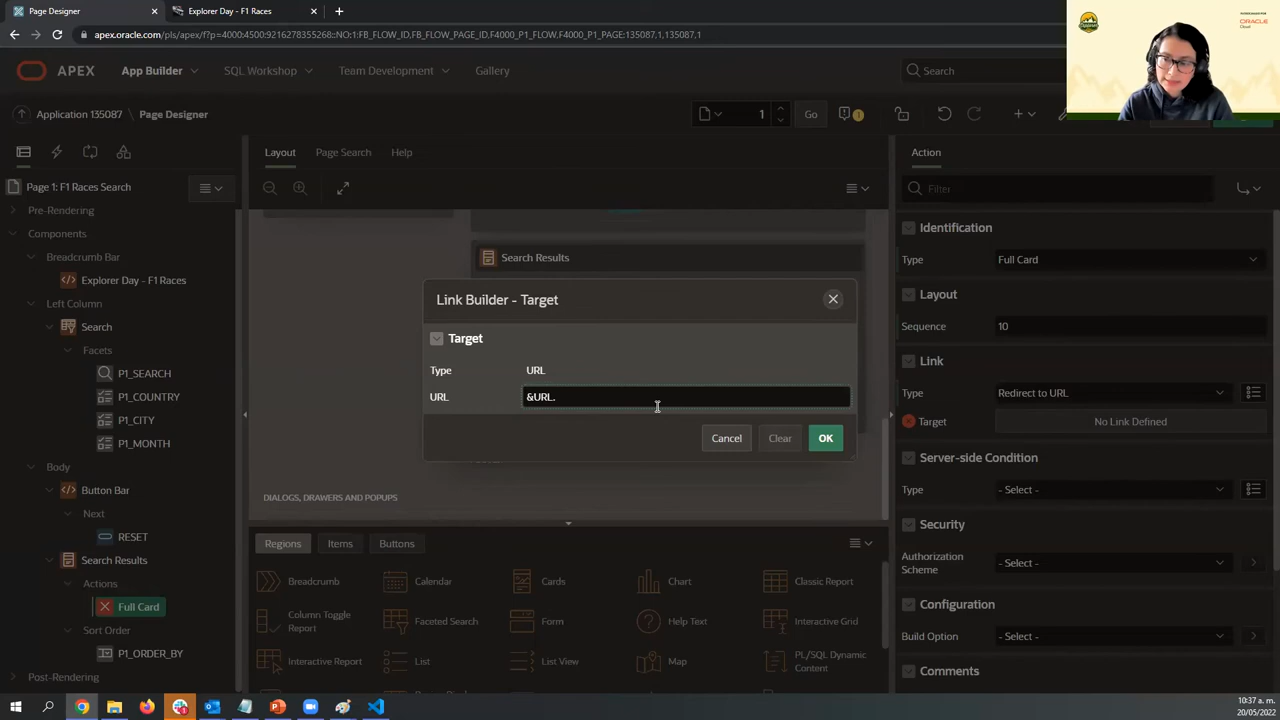 Page Designer
Explorer Day - F1 Races
apex.oracle.com/pls/apex/f?p=4000:4500:9216278355268::NO:1:FB_FLOW_ID,FB_FLOW_PAGE_ID,F4000_P1_FLOW,F4000_P1_PAGE:135087,1,135087,1
ORACLE
Cloud
APEX
App Builder
SQL Workshop
Team Development
Gallery
Search
Application 135087
Page Designer
1
Go
1
Layout
Page Search
Help
Action
Page 1: F1 Races Search
Filter
Pre-Rendering
Components
Breadcrumb Bar
Explorer Day - F1 Races
Left Column
Search
Facets
P1_SEARCH
P1_COUNTRY
P1_CITY
P1_MONTH
Body
Button Bar
Next
RESET
Search Results
Actions
Full Card
Sort Order
P1_ORDER_BY
Post-Rendering
Search Results
Link Builder - Target
Target
Type
URL
URL
&URL.
Cancel
Clear
OK
DIALOGS, DRAWERS AND POPUPS
Regions
Items
Buttons
Breadcrumb
Calendar
Cards
Chart
Classic Report
Column Toggle
Report
Faceted Search
Form
Help Text
Interactive Grid
Interactive Report
List
List View
Map
PL/SQL Dynamic
Content
Identification
Type
Full Card
Layout
Sequence
10
Link
Type
Redirect to URL
Target
No Link Defined
Server-side Condition
Type
- Select -
Security
Authorization
Scheme
- Select -
Configuration
Build Option
- Select -
Comments
10:37 a. m.
20/05/2022